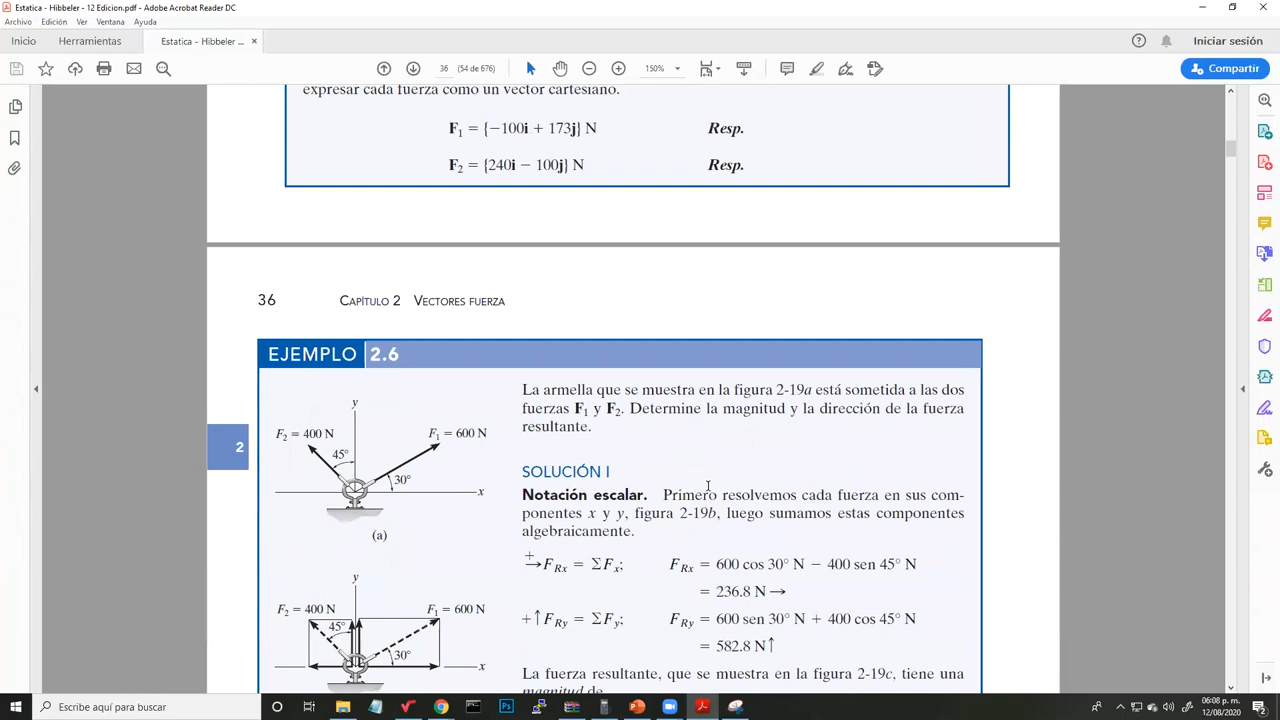 Estatica - Hibbeler - 12 Edicion.pdf - Adobe Acrobat Reader DC
Archivo Edición Ver Ventana Ayuda
Inicio Herramientas Estatica - Hibbeler ... × Iniciar sesión
36 (54 de 676) 150% Compartir
expresar cada fuerza como un vector cartesiano.
F₁ = {−100i + 173j} N Resp.
F₂ = {240i − 100j} N Resp.
36 CAPÍTULO 2 VECTORES FUERZA
EJEMPLO 2.6
2
y
F₂ = 400 N
F₁ = 600 N
45°
30°
x
(a)
y
F₂ = 400 N
F₁ = 600 N
45°
30°
x
La armella que se muestra en la figura 2-19a está sometida a las dos
fuerzas F₁ y F₂. Determine la magnitud y la dirección de la fuerza
resultante.
SOLUCIÓN I
Notación escalar. Primero resolvemos cada fuerza en sus com-
ponentes x y y, figura 2-19b, luego sumamos estas componentes
algebraicamente.
+→ F_Rx = ΣFₓ; F_Rx = 600 cos 30° N − 400 sen 45° N
= 236.8 N →
+↑F_Ry = ΣF_y; F_Ry = 600 sen 30° N + 400 cos 45° N
= 582.8 N↑
La fuerza resultante, que se muestra en la figura 2-19c, tiene una
magnitud de
Escribe aquí para buscar
06:08 p. m.
12/08/2020